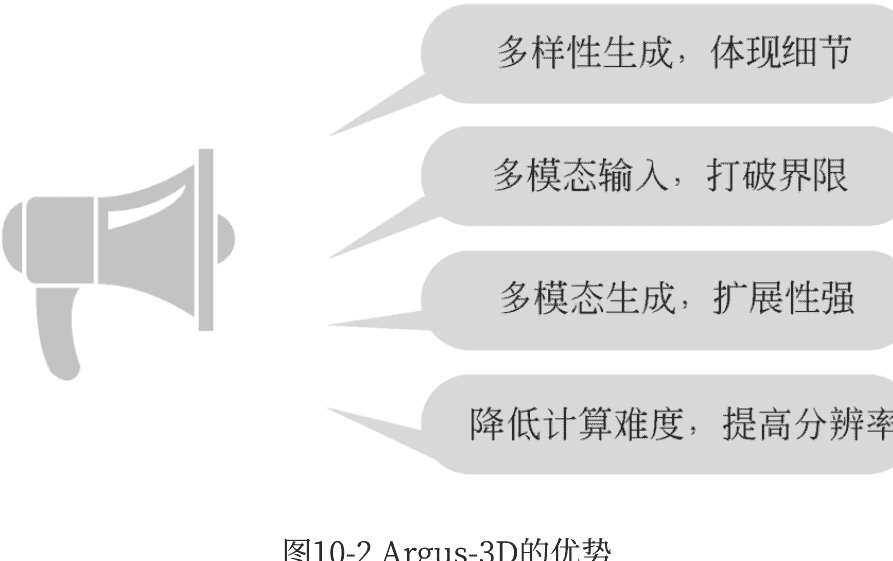 多样性生成，体现细节
多模态输入，打破界限
多模态生成，扩展性强
降低计算难度，提高分辨率
图10-2 Argus-3D的优势